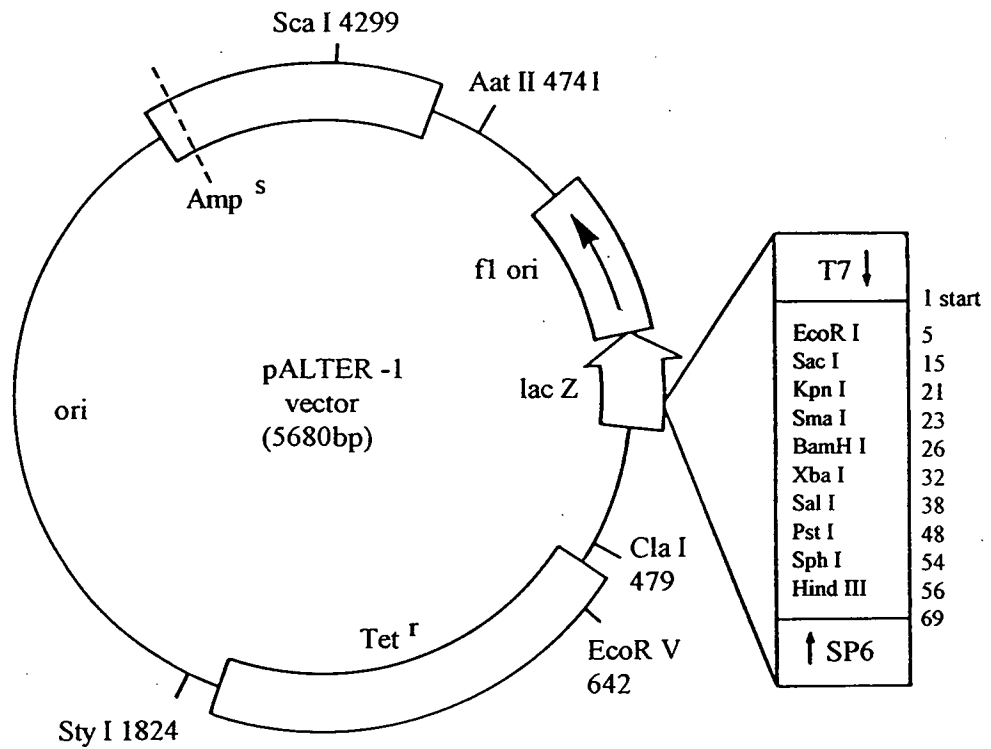 Sca I 4299
Aat II 4741
Amp s
f1 ori
T7 ↓
1 start
EcoR I 5
Sac I 15
Kpn I 21
Sma I 23
BamH I 26
Xba I 32
Sal I 38
Pst I 48
Sph I 54
Hind III 56
69
↑ SP6
lac Z
pALTER -1
vector
(5680bp)
ori
Cla I
479
Tet r
EcoR V
642
Sty I 1824